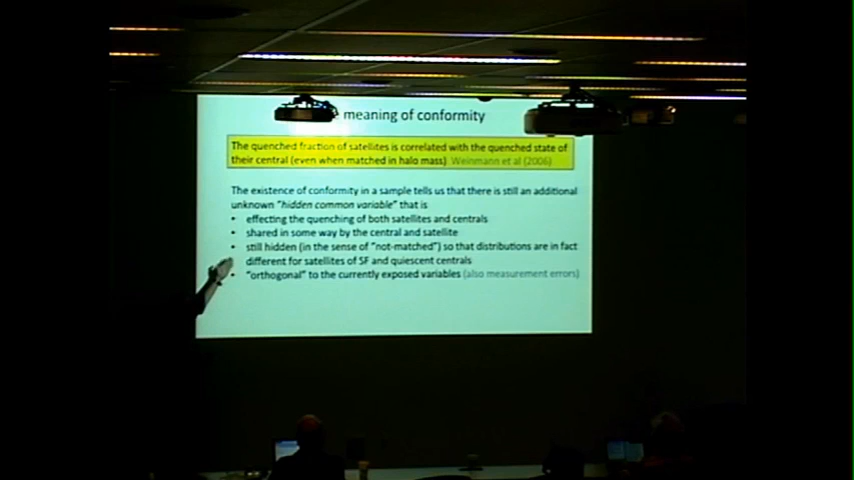 meaning of conformity
The quenched fraction of satellites is correlated with the quenched state of
their central (even when matched in halo mass) Weinmann et al (2006)
The existence of conformity in a sample tells us that there is still an additional
unknown "hidden common variable" that is
• effecting the quenching of both satellites and centrals
• shared in some way by the central and satellite
• still hidden (in the sense of "not-matched") so that distributions are in fact
different for satellites of SF and quiescent centrals
• "orthogonal" to the currently exposed variables (also measurement errors)